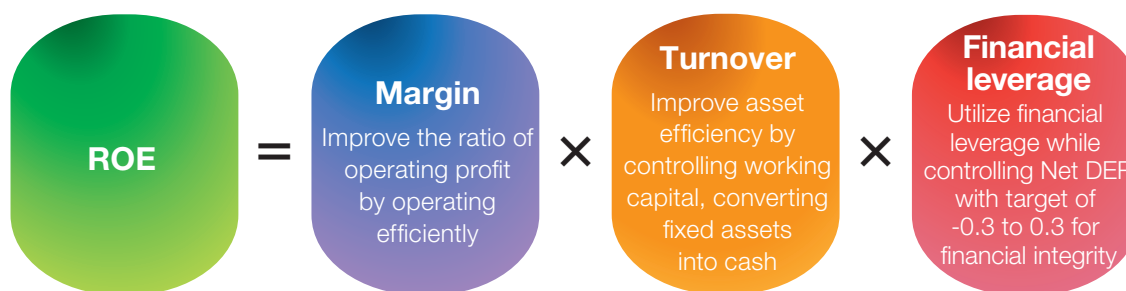 ROE
=
Margin
Improve the ratio of
operating profit
by operating
efficiently
×
Turnover
Improve asset
efficiency by
controlling working
capital, converting
fixed assets
into cash
×
Financial
leverage
Utilize financial
leverage while
controlling Net DER
with target of
-0.3 to 0.3 for
financial integrity